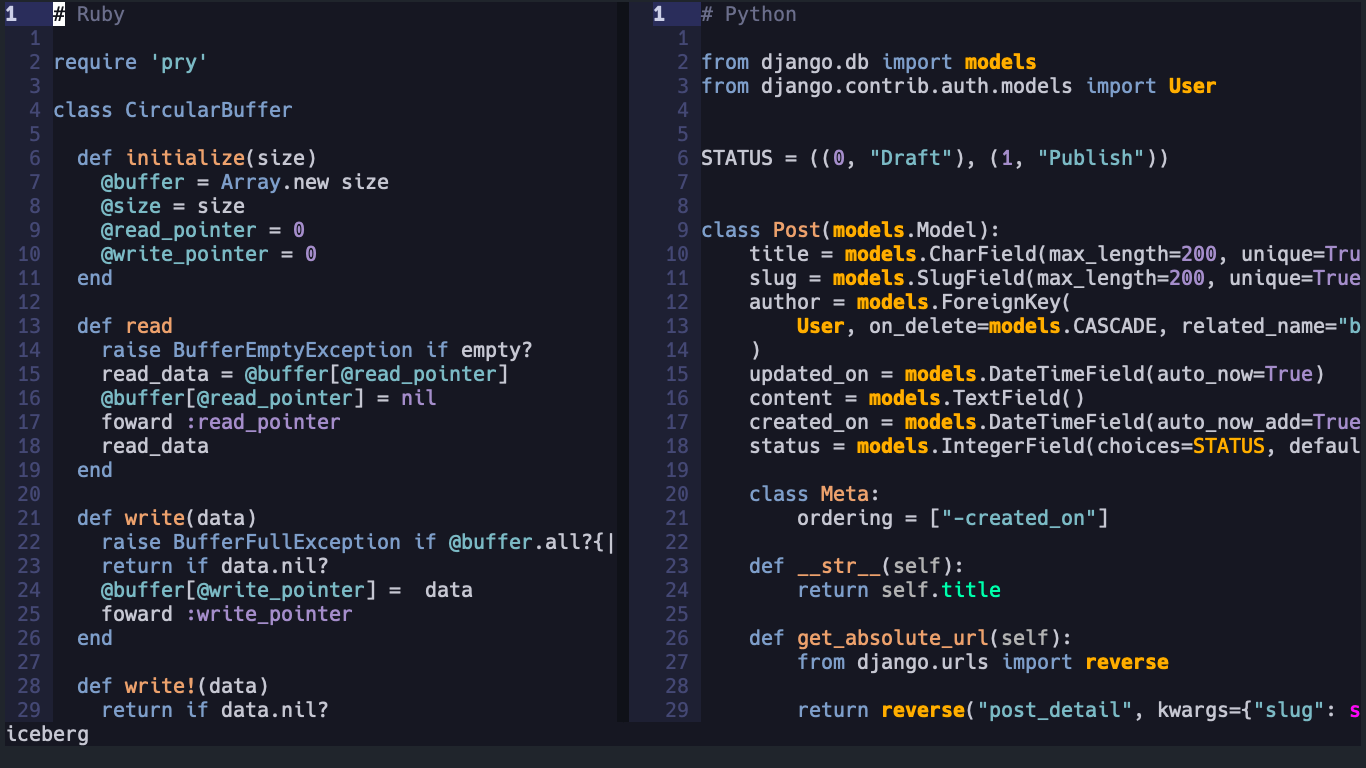 1 # Ruby
1
2 require 'pry'
3
4 class CircularBuffer
5
6 def initialize(size)
7 @buffer = Array.new size
8 @size = size
9 @read_pointer = 0
10 @write_pointer = 0
11 end
12
13 def read
14 raise BufferEmptyException if empty?
15 read_data = @buffer[@read_pointer]
16 @buffer[@read_pointer] = nil
17 foward :read_pointer
18 read_data
19 end
20
21 def write(data)
22 raise BufferFullException if @buffer.all?{|
23 return if data.nil?
24 @buffer[@write_pointer] =  data
25 foward :write_pointer
26 end
27
28 def write!(data)
29 return if data.nil?
1 # Python
1
2 from django.db import models
3 from django.contrib.auth.models import User
4
5
6 STATUS = ((0, "Draft"), (1, "Publish"))
7
8
9 class Post(models.Model):
10 title = models.CharField(max_length=200, unique=Tru
11 slug = models.SlugField(max_length=200, unique=True
12 author = models.ForeignKey(
13 User, on_delete=models.CASCADE, related_name="b
14 )
15 updated_on = models.DateTimeField(auto_now=True)
16 content = models.TextField()
17 created_on = models.DateTimeField(auto_now_add=True
18 status = models.IntegerField(choices=STATUS, defaul
19
20 class Meta:
21 ordering = ["-created_on"]
22
23 def __str__(self):
24 return self.title
25
26 def get_absolute_url(self):
27 from django.urls import reverse
28
29 return reverse("post_detail", kwargs={"slug": s
iceberg